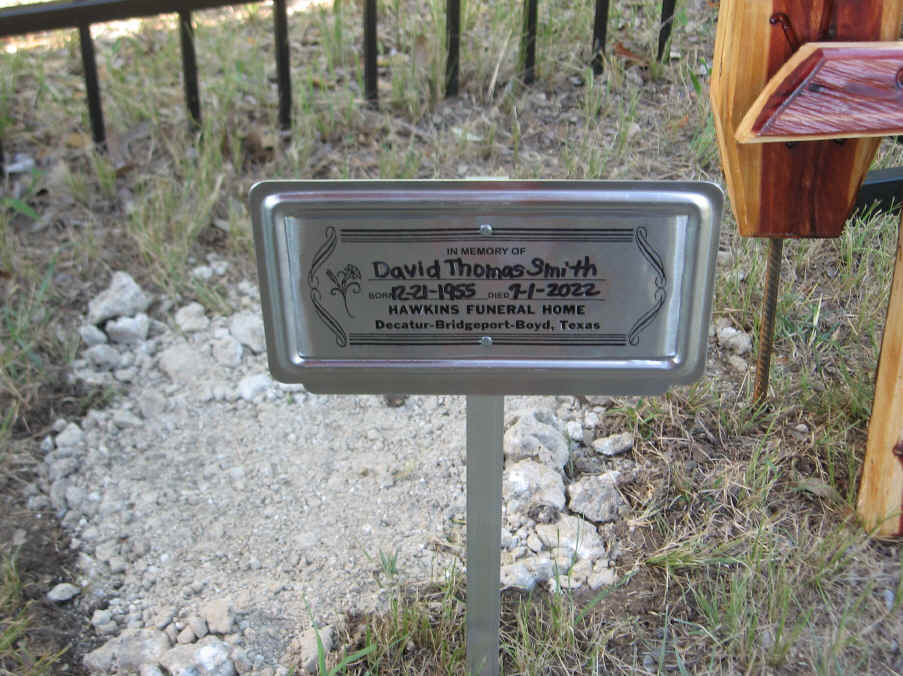 IN MEMORY OF
David Thomas Smith
BORN 12-21-1955 DIED 9-1-2022
HAWKINS FUNERAL HOME
Decatur-Bridgeport-Boyd, Texas